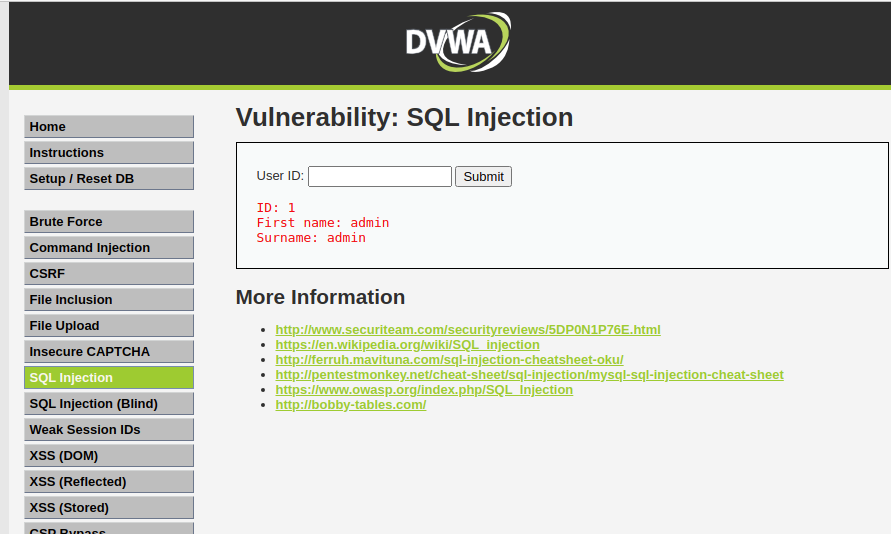 DVWA
Home
Instructions
Setup / Reset DB
Brute Force
Command Injection
CSRF
File Inclusion
File Upload
Insecure CAPTCHA
SQL Injection
SQL Injection (Blind)
Weak Session IDs
XSS (DOM)
XSS (Reflected)
XSS (Stored)
CSP Bypass
Vulnerability: SQL Injection
User ID: Submit
ID: 1
First name: admin
Surname: admin
More Information
http://www.securiteam.com/securityreviews/5DP0N1P76E.html
https://en.wikipedia.org/wiki/SQL_injection
http://ferruh.mavituna.com/sql-injection-cheatsheet-oku/
http://pentestmonkey.net/cheat-sheet/sql-injection/mysql-sql-injection-cheat-sheet
https://www.owasp.org/index.php/SQL_Injection
http://bobby-tables.com/